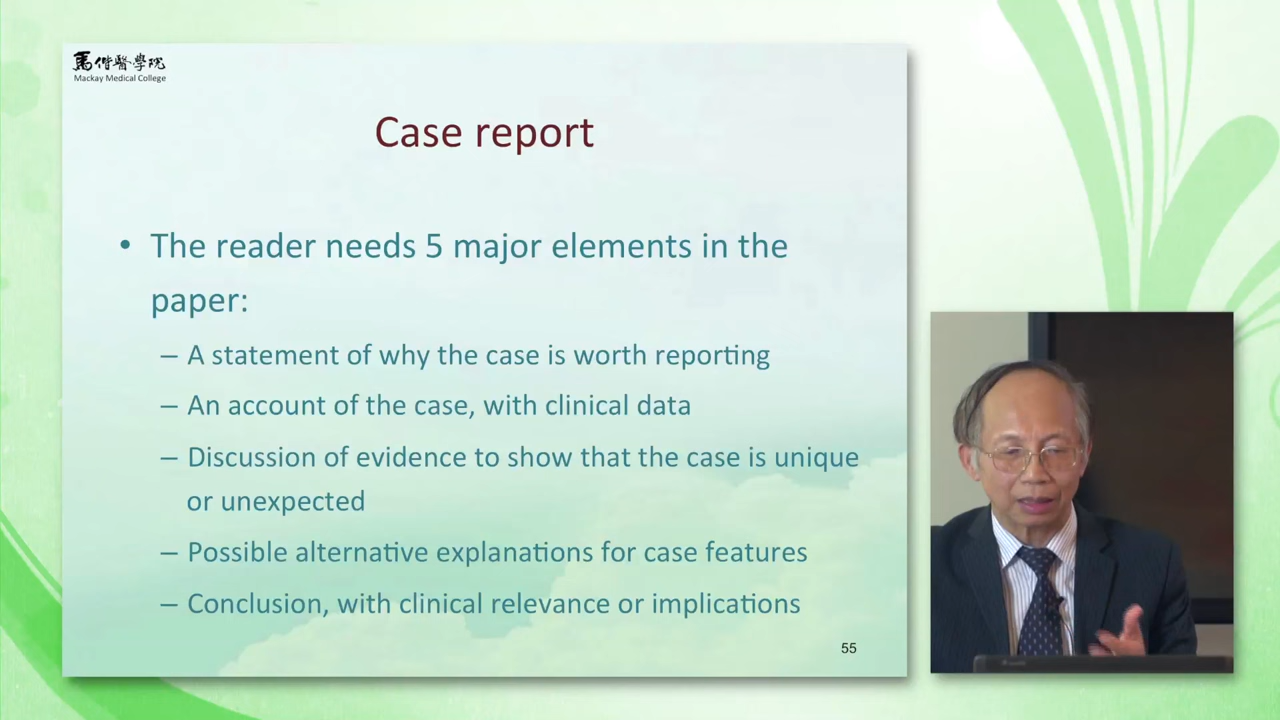 馬偕醫學院
Mackay Medical College
Case report
• The reader needs 5 major elements in the
paper:
– A statement of why the case is worth reporting
– An account of the case, with clinical data
– Discussion of evidence to show that the case is unique
or unexpected
– Possible alternative explanations for case features
– Conclusion, with clinical relevance or implications
55